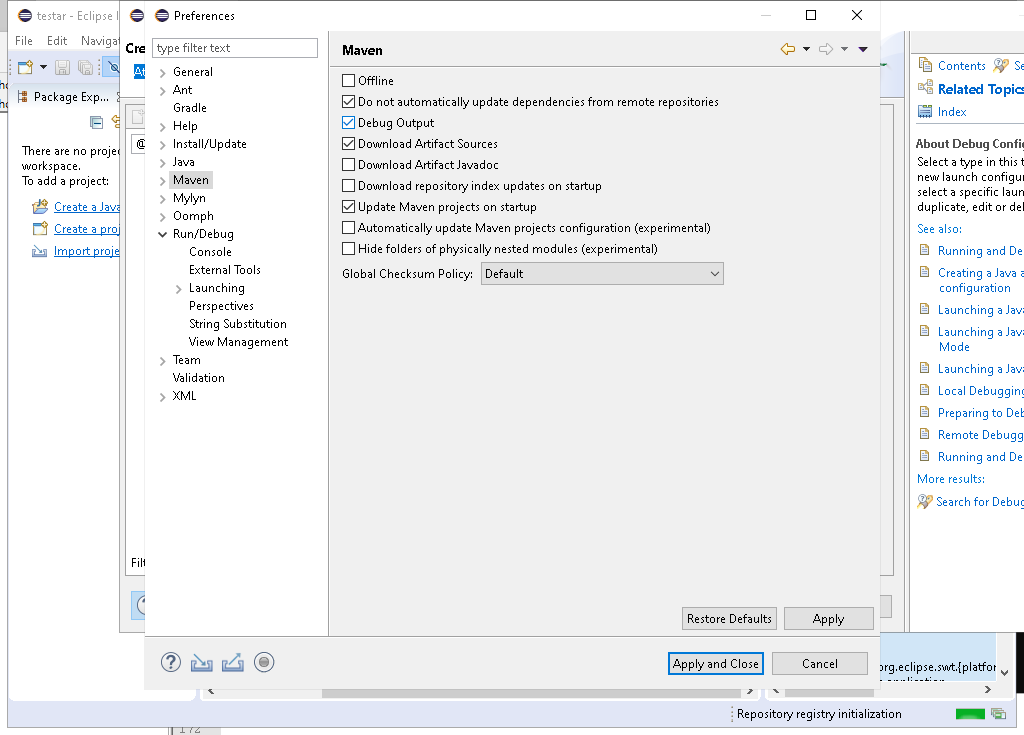 testar - Eclipse I
Preferences
File Edit Navigat
Cre
type filter text
Maven
Package Exp...
There are no projec
workspace.
To add a project:
Create a Java
Create a proj
Import proje
Filt
General
Ant
Gradle
Help
Install/Update
Java
Maven
Mylyn
Oomph
Run/Debug
Console
External Tools
Launching
Perspectives
String Substitution
View Management
Team
Validation
XML
Offline
Do not automatically update dependencies from remote repositories
Debug Output
Download Artifact Sources
Download Artifact Javadoc
Download repository index updates on startup
Update Maven projects on startup
Automatically update Maven projects configuration (experimental)
Hide folders of physically nested modules (experimental)
Global Checksum Policy: Default
Restore Defaults Apply
Apply and Close Cancel
Contents Se
Related Topics
Index
About Debug Config
Select a type in this t
new launch configur
select a specific laun
duplicate, edit or del
See also:
Running and De
Creating a Java a
configuration
Launching a Java
Launching a Java
Mode
Launching a Java
Local Debugging
Preparing to Deb
Remote Debugg
Running and De
More results:
Search for Debug
org.eclipse.swt.{platfor
Repository registry initialization
172